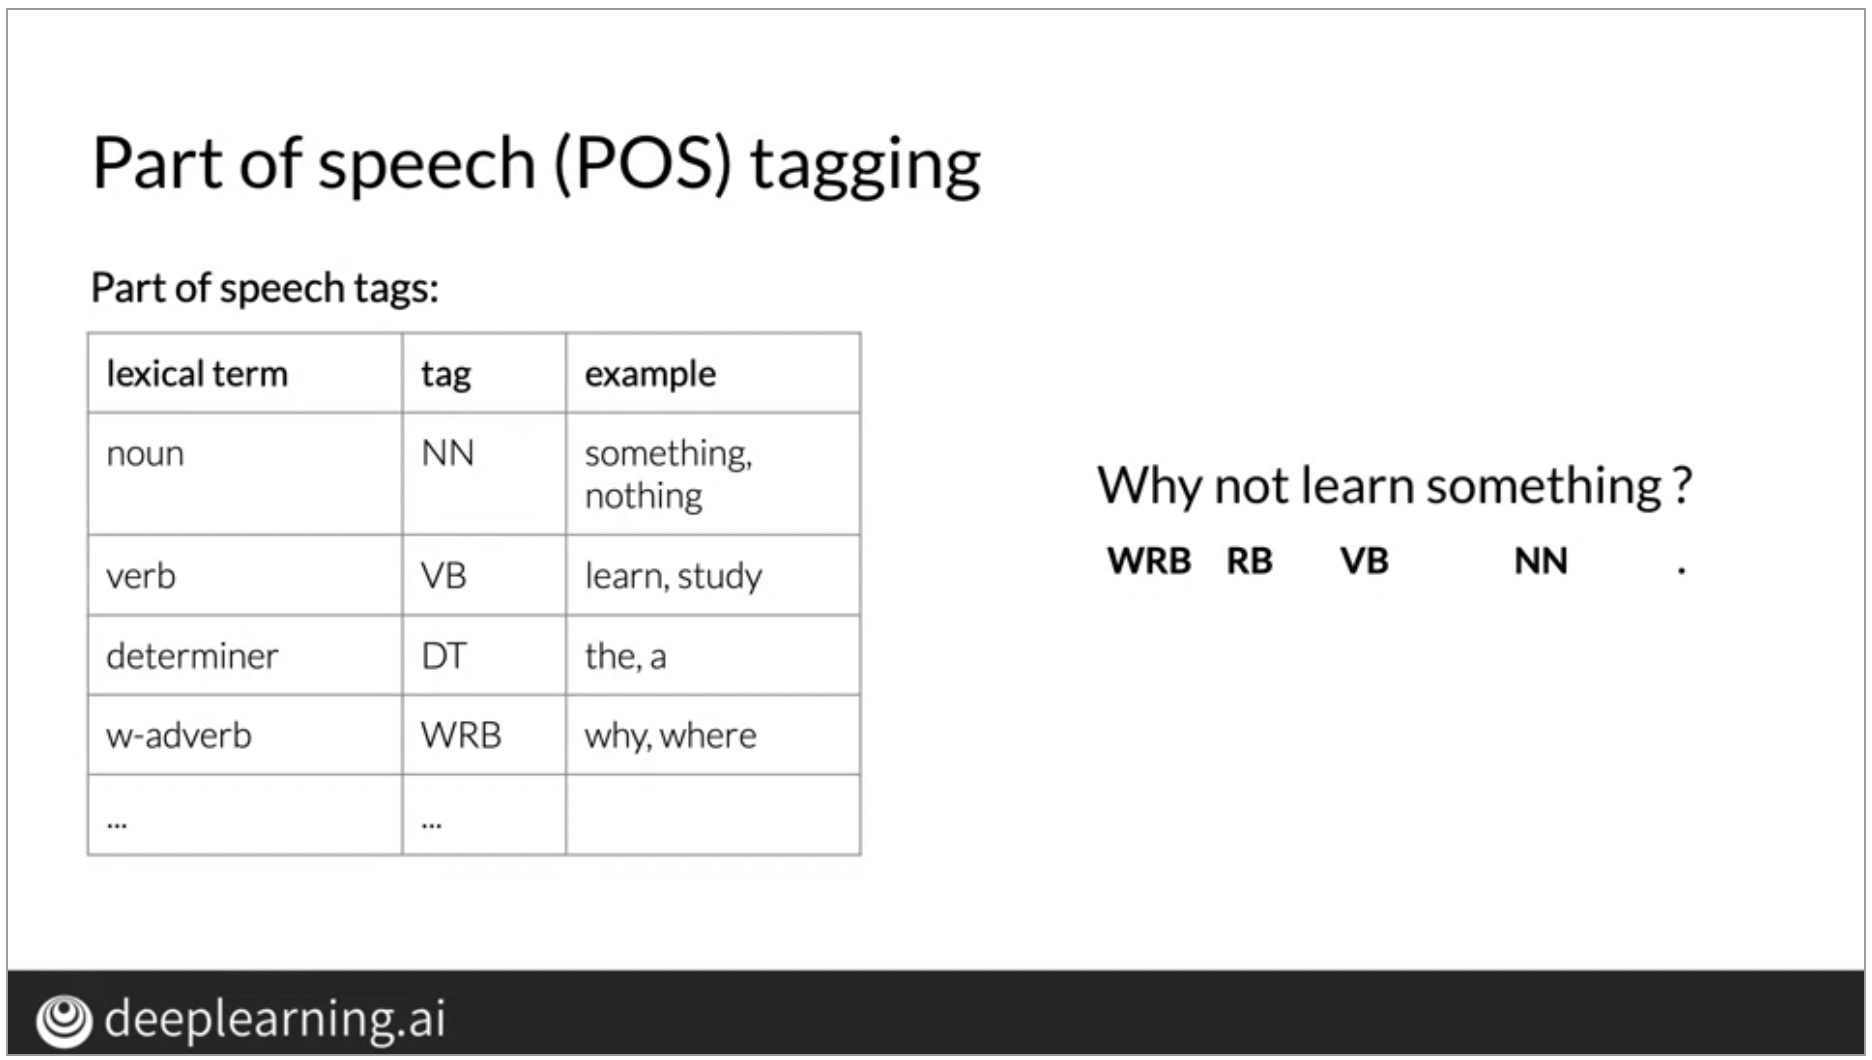 Part of speech (POS) tagging
Part of speech tags:
lexical term tag example
noun NN something,
nothing
verb VB learn, study
determiner DT the, a
w-adverb WRB why, where
... ...
Why not learn something ?
WRB RB VB NN .
deeplearning.ai